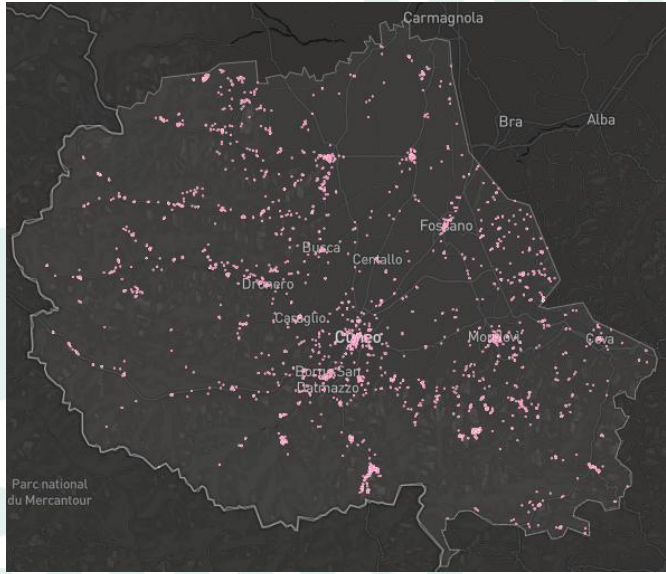 Carmagnola
Bra
Alba
Fossano
Busca
Centallo
Dronero
Caraglio
Cuneo
Mondovì
Ceva
Borgo San
Dalmazzo
Parc national
du Mercantour